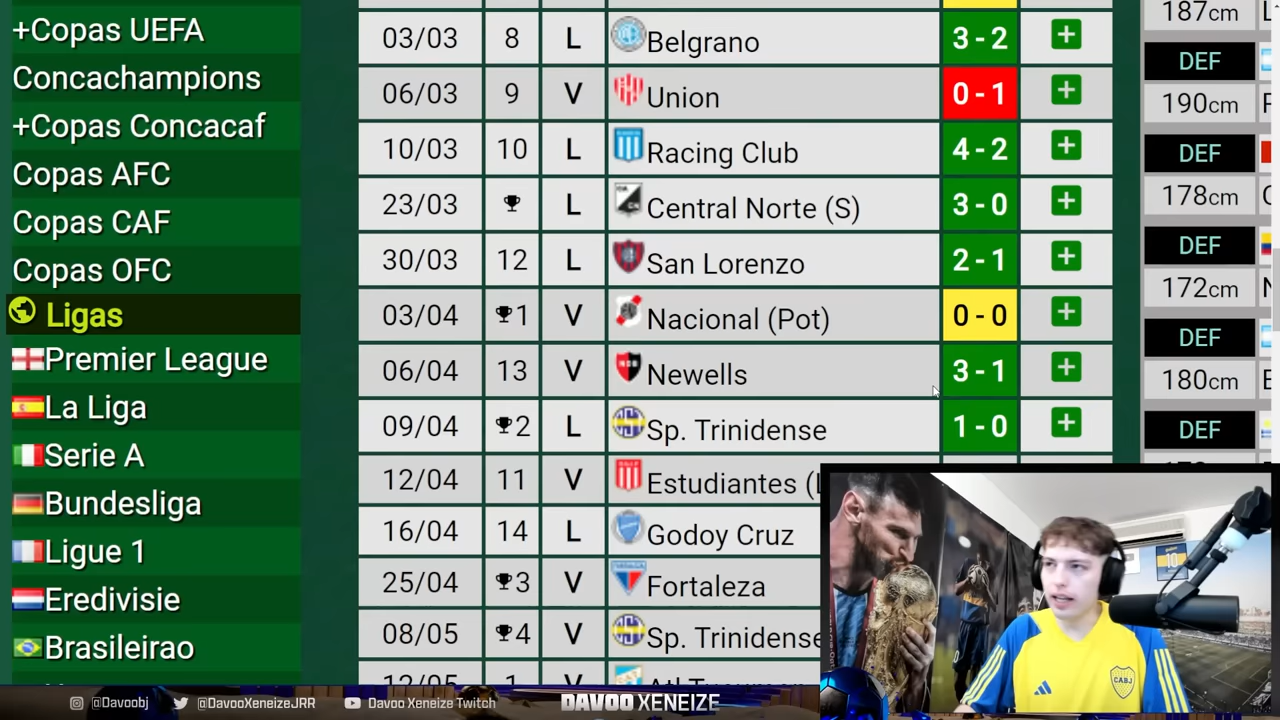 +Copas UEFA
Concachampions
+Copas Concacaf
Copas AFC
Copas CAF
Copas OFC
Ligas
Premier League
La Liga
Serie A
Bundesliga
Ligue 1
Eredivisie
Brasileirao
03/03 8 L Belgrano 3 - 2 +
06/03 9 V Union 0 - 1 +
10/03 10 L Racing Club 4 - 2 +
23/03 L Central Norte (S) 3 - 0 +
30/03 12 L San Lorenzo 2 - 1 +
03/04 1 V Nacional (Pot) 0 - 0 +
06/04 13 V Newells 3 - 1 +
09/04 2 L Sp. Trinidense 1 - 0 +
12/04 11 V Estudiantes (L
16/04 14 L Godoy Cruz
25/04 3 V Fortaleza
08/05 4 V Sp. Trinidense
12/05 1
187cm
DEF
190cm
DEF
178cm
DEF
172cm
DEF
180cm
DEF
CABJ
10
@Davoobj @DavooXeneizeJRR Davoo Xeneize Twitch DAVOO XENEIZE